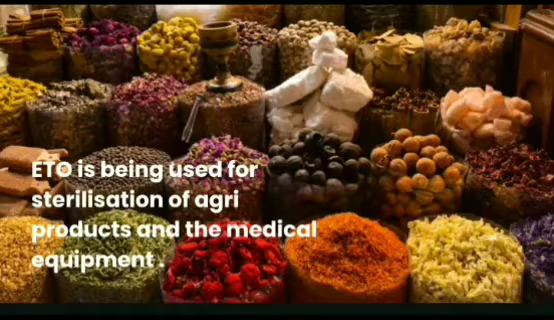 ETO is being used for
sterilisation of agri
products and the medical
equipment .